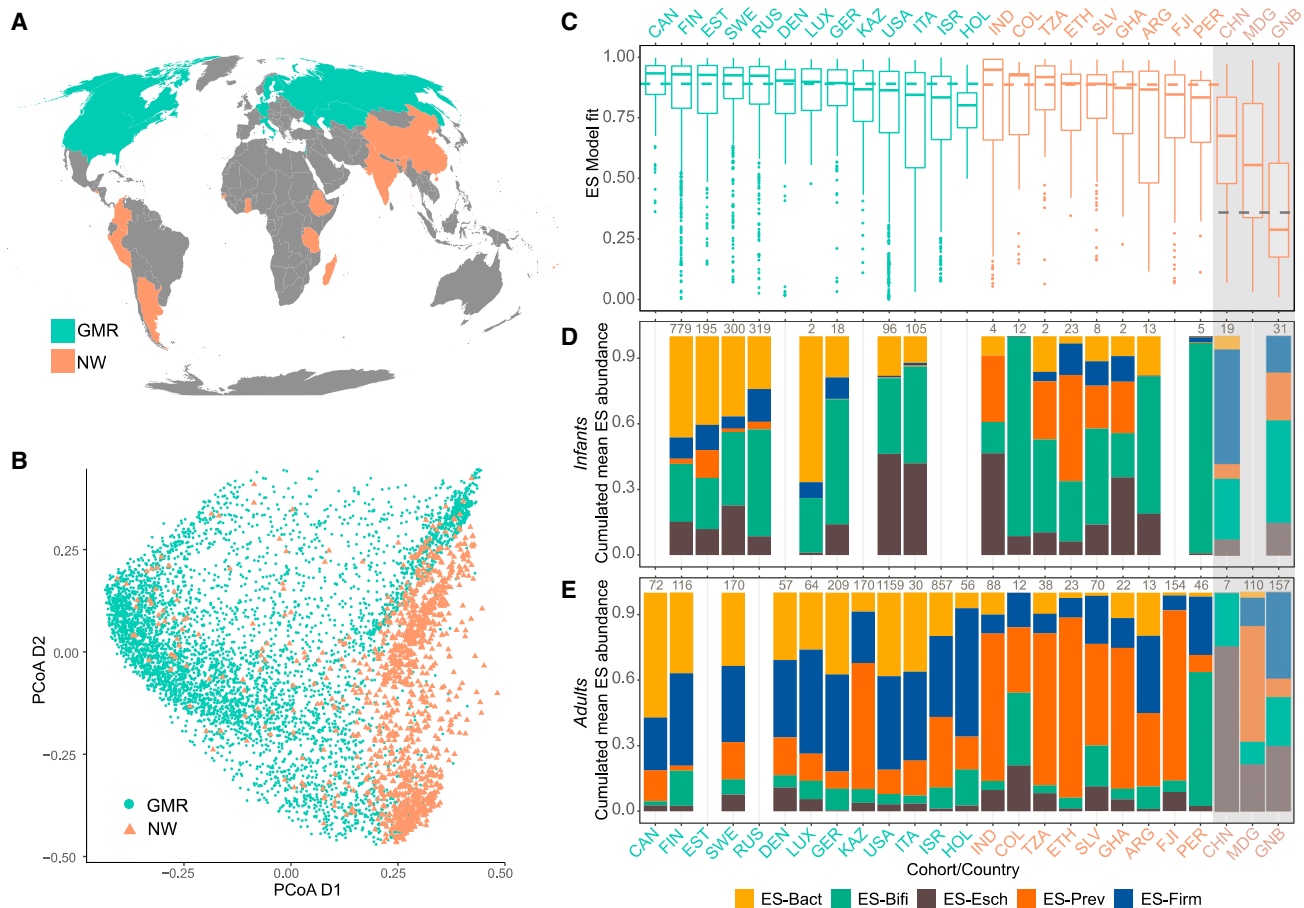 A
GMR
NW
B
PCoA D2
0.25
0.00
−0.25
−0.50
GMR
NW
−0.25 0.00 0.25 0.50
PCoA D1
C
CAN FIN EST SWE RUS DEN LUX GER KAZ USA ITA ISR HOL IND COL TZA ETH SLV GHA ARG FJI PER CHN MDG GNB
ES Model fit
1.00
0.75
0.50
0.25
0.00
D
779 195 300 319 2 18 96 105 4 12 2 23 8 2 13 5 19 31
Infants
Cumulated mean ES abundance
0.9
0.6
0.3
0.0
E
72 116 170 57 64 209 170 1159 30 857 56 88 12 38 23 70 22 13 154 46 7 110 157
Adults
Cumulated mean ES abundance
0.9
0.6
0.3
0.0
CAN FIN EST SWE RUS DEN LUX GER KAZ USA ITA ISR HOL IND COL TZA ETH SLV GHA ARG FJI PER CHN MDG GNB
Cohort/Country
ES-Bact ES-Bifi ES-Esch ES-Prev ES-Firm